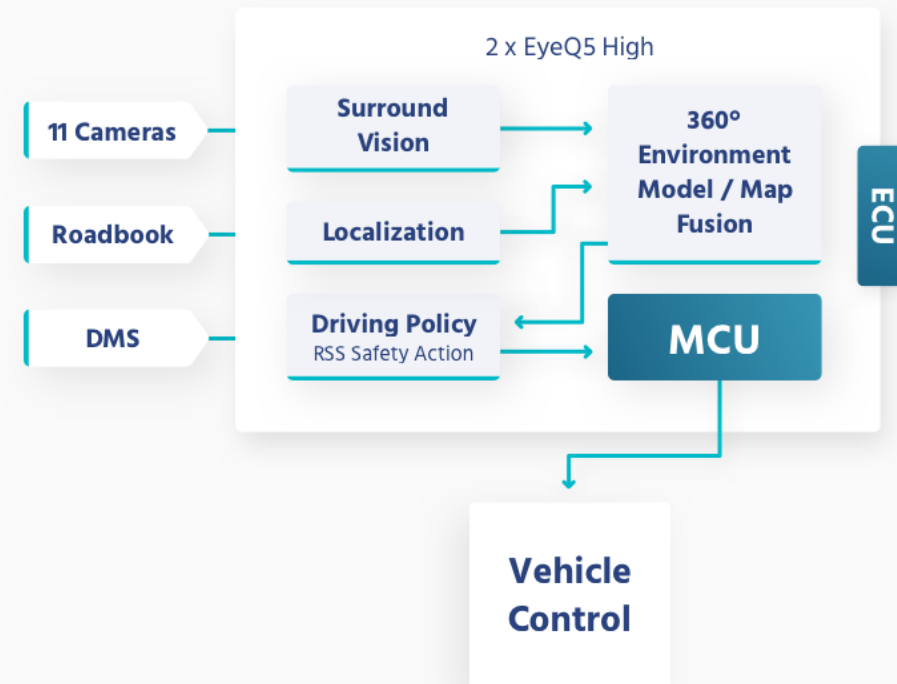 2 x EyeQ5 High
11 Cameras
Roadbook
DMS
Surround
Vision
Localization
Driving Policy
RSS Safety Action
360°
Environment
Model / Map
Fusion
MCU
ECU
Vehicle
Control